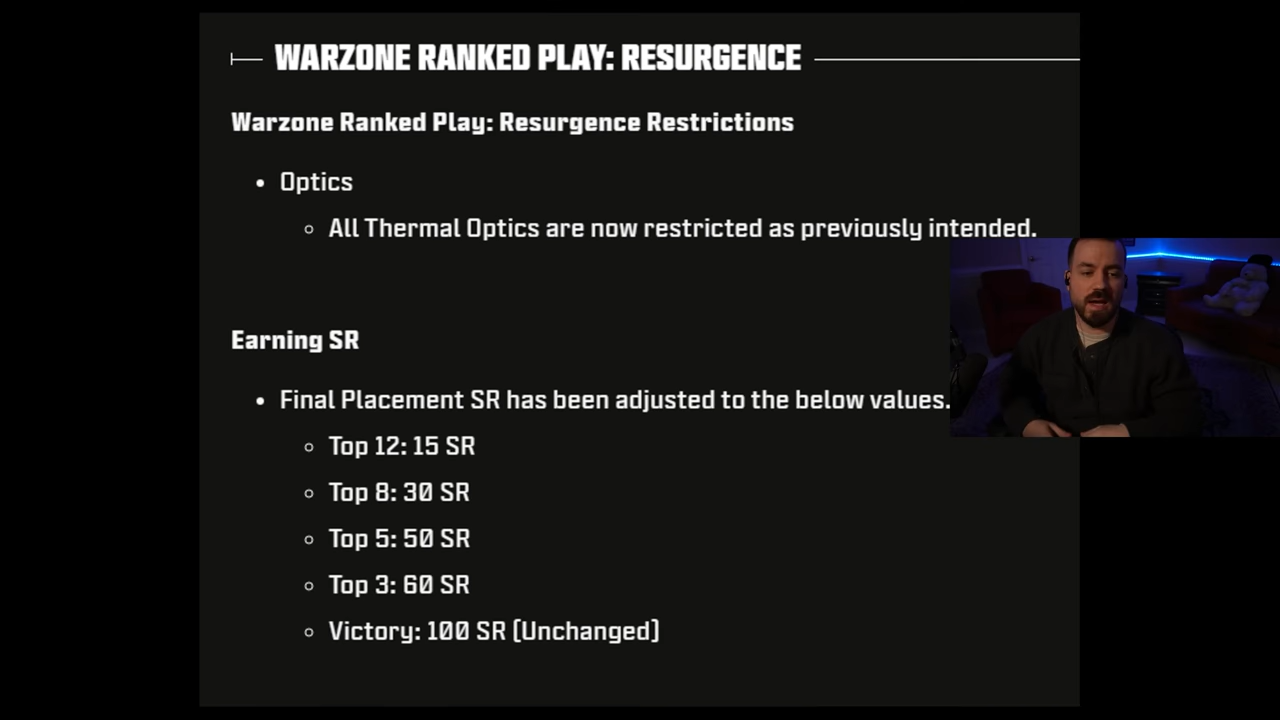 WARZONE RANKED PLAY: RESURGENCE
Warzone Ranked Play: Resurgence Restrictions
• Optics
◦ All Thermal Optics are now restricted as previously intended.
Earning SR
• Final Placement SR has been adjusted to the below values.
◦ Top 12: 15 SR
◦ Top 8: 30 SR
◦ Top 5: 50 SR
◦ Top 3: 60 SR
◦ Victory: 100 SR (Unchanged)